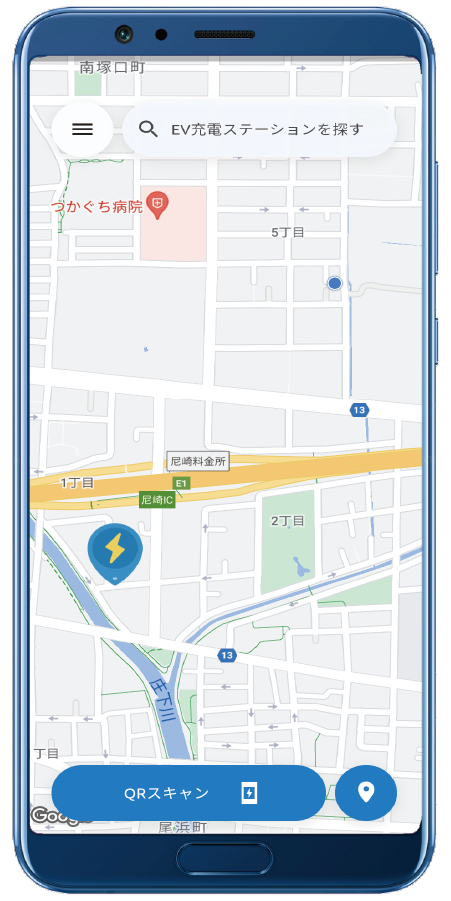 南塚口町
EV充電ステーションを探す
つかぐち病院
5丁目
13
尼崎料金所
E1
1丁目
尼崎IC
2丁目
13
庄下川
丁目
QRスキャン
Google
尾浜町